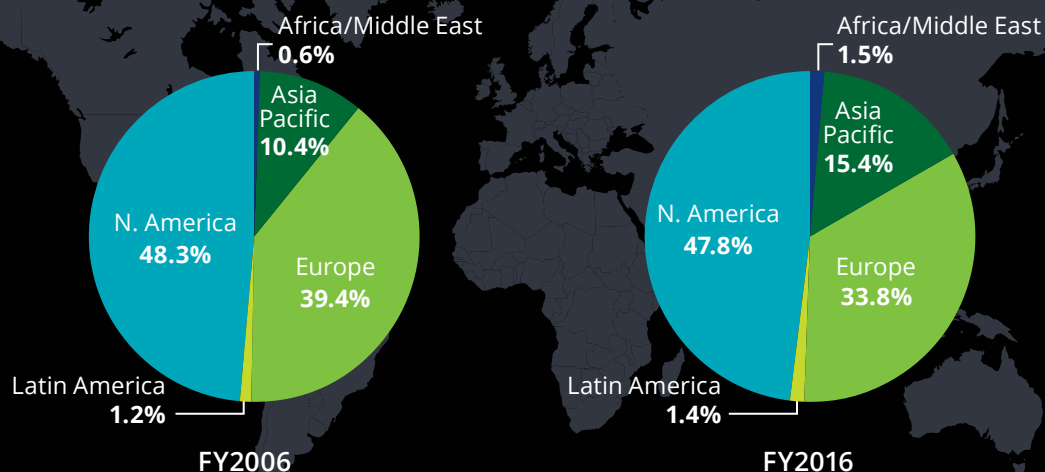 Africa/Middle East
0.6%
Asia
Pacific
10.4%
N. America
48.3%
Europe
39.4%
Latin America
1.2%
FY2006
Africa/Middle East
1.5%
Asia
Pacific
15.4%
N. America
47.8%
Europe
33.8%
Latin America
1.4%
FY2016